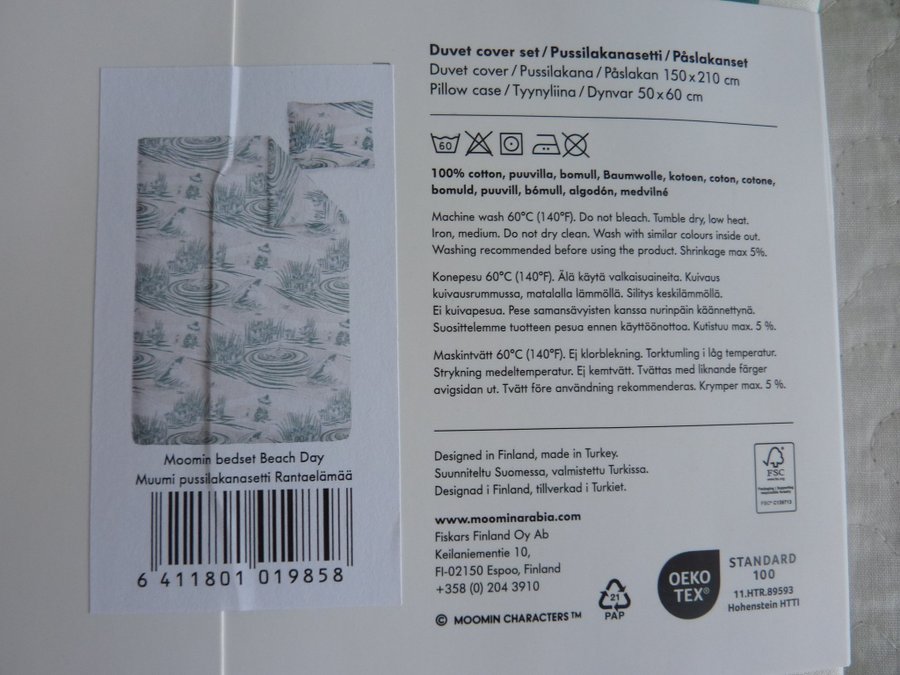 Duvet cover set / Pussilakanasetti / Påslakanset
Duvet cover / Pussilakana / Påslakan 150 x 210 cm
Pillow case / Tyynyliina / Dynvar 50 x 60 cm
60
100% cotton, puuvilla, bomull, Baumwolle, kotoen, coton, cotone,
bomuld, puuvill, bómull, algodón, medvilné
Machine wash 60°C (140°F). Do not bleach. Tumble dry, low heat.
Iron, medium. Do not dry clean. Wash with similar colours inside out.
Washing recommended before using the product. Shrinkage max 5%.
Konepesu 60°C (140°F). Älä käytä valkaisuaineita. Kuivaus
kuivausrummussa, matalalla lämmöllä. Silitys keskilämmöllä.
Ei kuivapesua. Pese samansävyisten kanssa nurinpäin käännettynä.
Suosittelemme tuotteen pesua ennen käyttöönottoa. Kutistuu max. 5 %.
Maskintvätt 60°C (140°F). Ej klorblekning. Torktumling i låg temperatur.
Strykning medeltemperatur. Ej kemtvätt. Tvättas med liknande färger
avigsidan ut. Tvätt före användning rekommenderas. Krymper max. 5 %.
Designed in Finland, made in Turkey.
Suunniteltu Suomessa, valmistettu Turkissa.
Designad i Finland, tillverkad i Turkiet.
www.moominarabia.com
Fiskars Finland Oy Ab
Keilaniementie 10,
FI-02150 Espoo, Finland
+358 (0) 204 3910
© MOOMIN CHARACTERS™
21
PAP
FSC
Packaging | Supporting
responsible forestry
FSC® C136713
OEKO
TEX®
STANDARD
100
11.HTR.89593
Hohenstein HTTI
Moomin bedset Beach Day
Muumi pussilakanasetti Rantaelämää
6 411801 019858